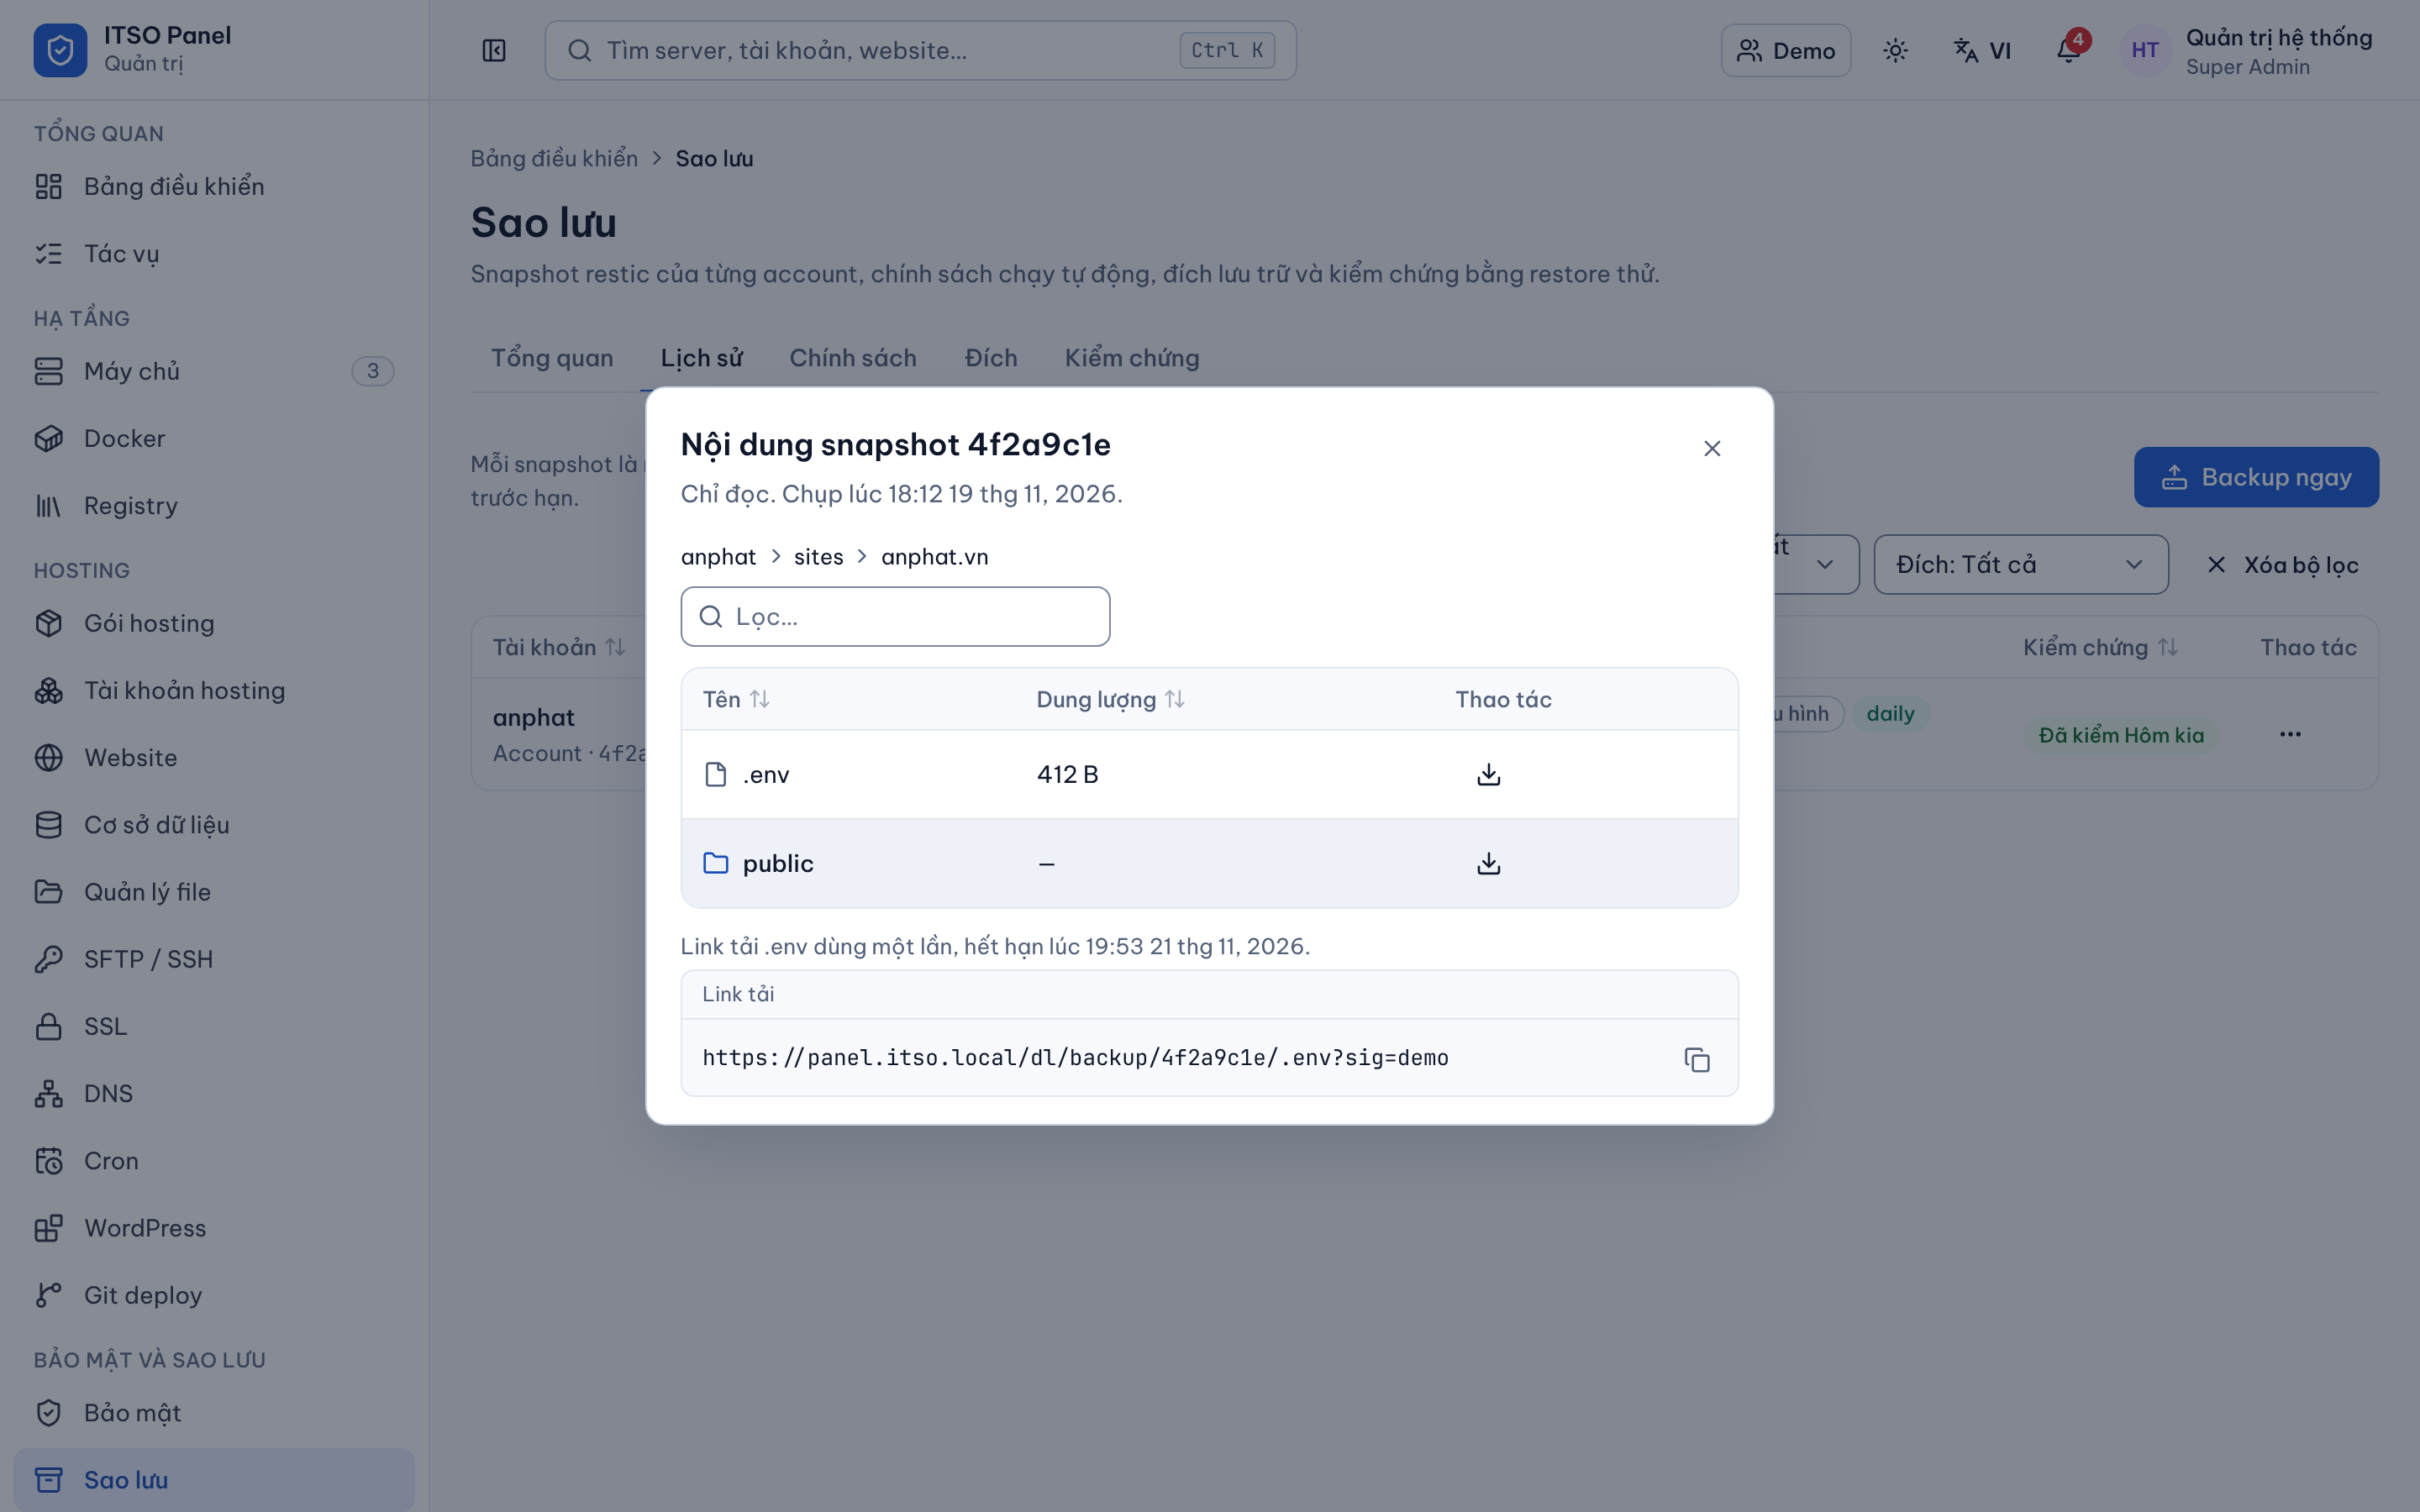 ITSO Panel
Quản trị
Tìm server, tài khoản, website...
Ctrl K
Demo
VI
4
HT
Quản trị hệ thống
Super Admin
TỔNG QUAN
Bảng điều khiển
Tác vụ
HẠ TẦNG
Máy chủ
3
Docker
Registry
HOSTING
Gói hosting
Tài khoản hosting
Website
Cơ sở dữ liệu
Quản lý file
SFTP / SSH
SSL
DNS
Cron
WordPress
Git deploy
BẢO MẬT VÀ SAO LƯU
Bảo mật
Sao lưu
Bảng điều khiển > Sao lưu
Sao lưu
Snapshot restic của từng account, chính sách chạy tự động, đích lưu trữ và kiểm chứng bằng restore thử.
Tổng quan
Lịch sử
Chính sách
Đích
Kiểm chứng
Mỗi snapshot là
trước hạn.
Backup ngay
Đích: Tất cả
Xóa bộ lọc
Tài khoản
Kiểm chứng
Thao tác
anphat
Account · 4f2a
hình
daily
Đã kiểm Hôm kia
Nội dung snapshot 4f2a9c1e
Chỉ đọc. Chụp lúc 18:12 19 thg 11, 2026.
anphat > sites > anphat.vn
Lọc...
Tên
Dung lượng
Thao tác
.env
412 B
public
—
Link tải .env dùng một lần, hết hạn lúc 19:53 21 thg 11, 2026.
Link tải
https://panel.itso.local/dl/backup/4f2a9c1e/.env?sig=demo